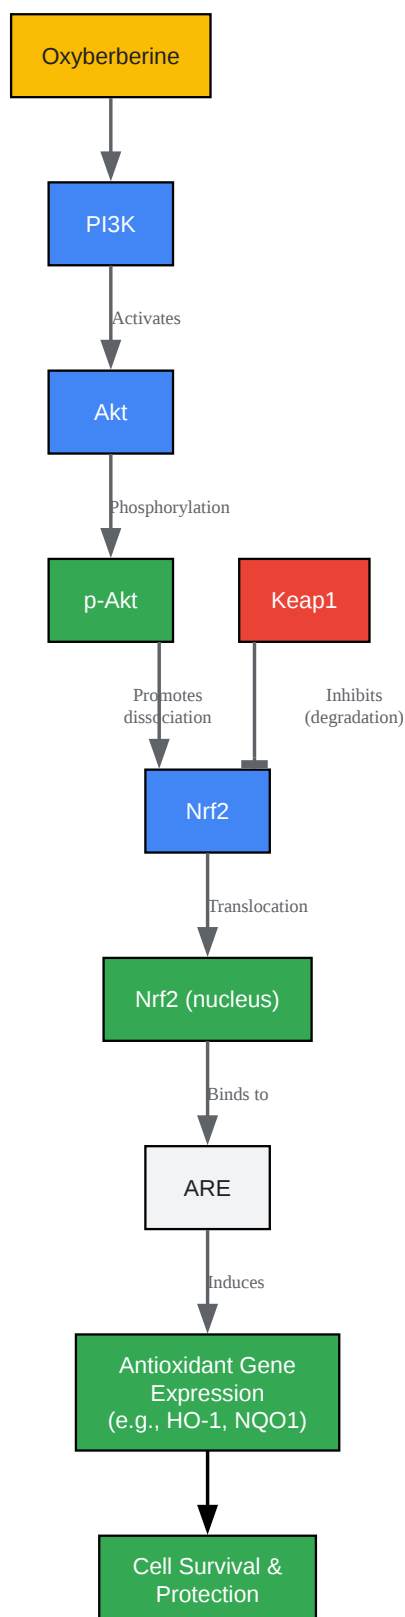 Oxyberberine
PI3K
Activates
Akt
Phosphorylation
p-Akt
Keap1
Promotes
dissociation
Inhibits
(degradation)
Nrf2
Translocation
Nrf2 (nucleus)
Binds to
ARE
Induces
Antioxidant Gene
Expression
(e.g., HO-1, NQO1)
Cell Survival &
Protection